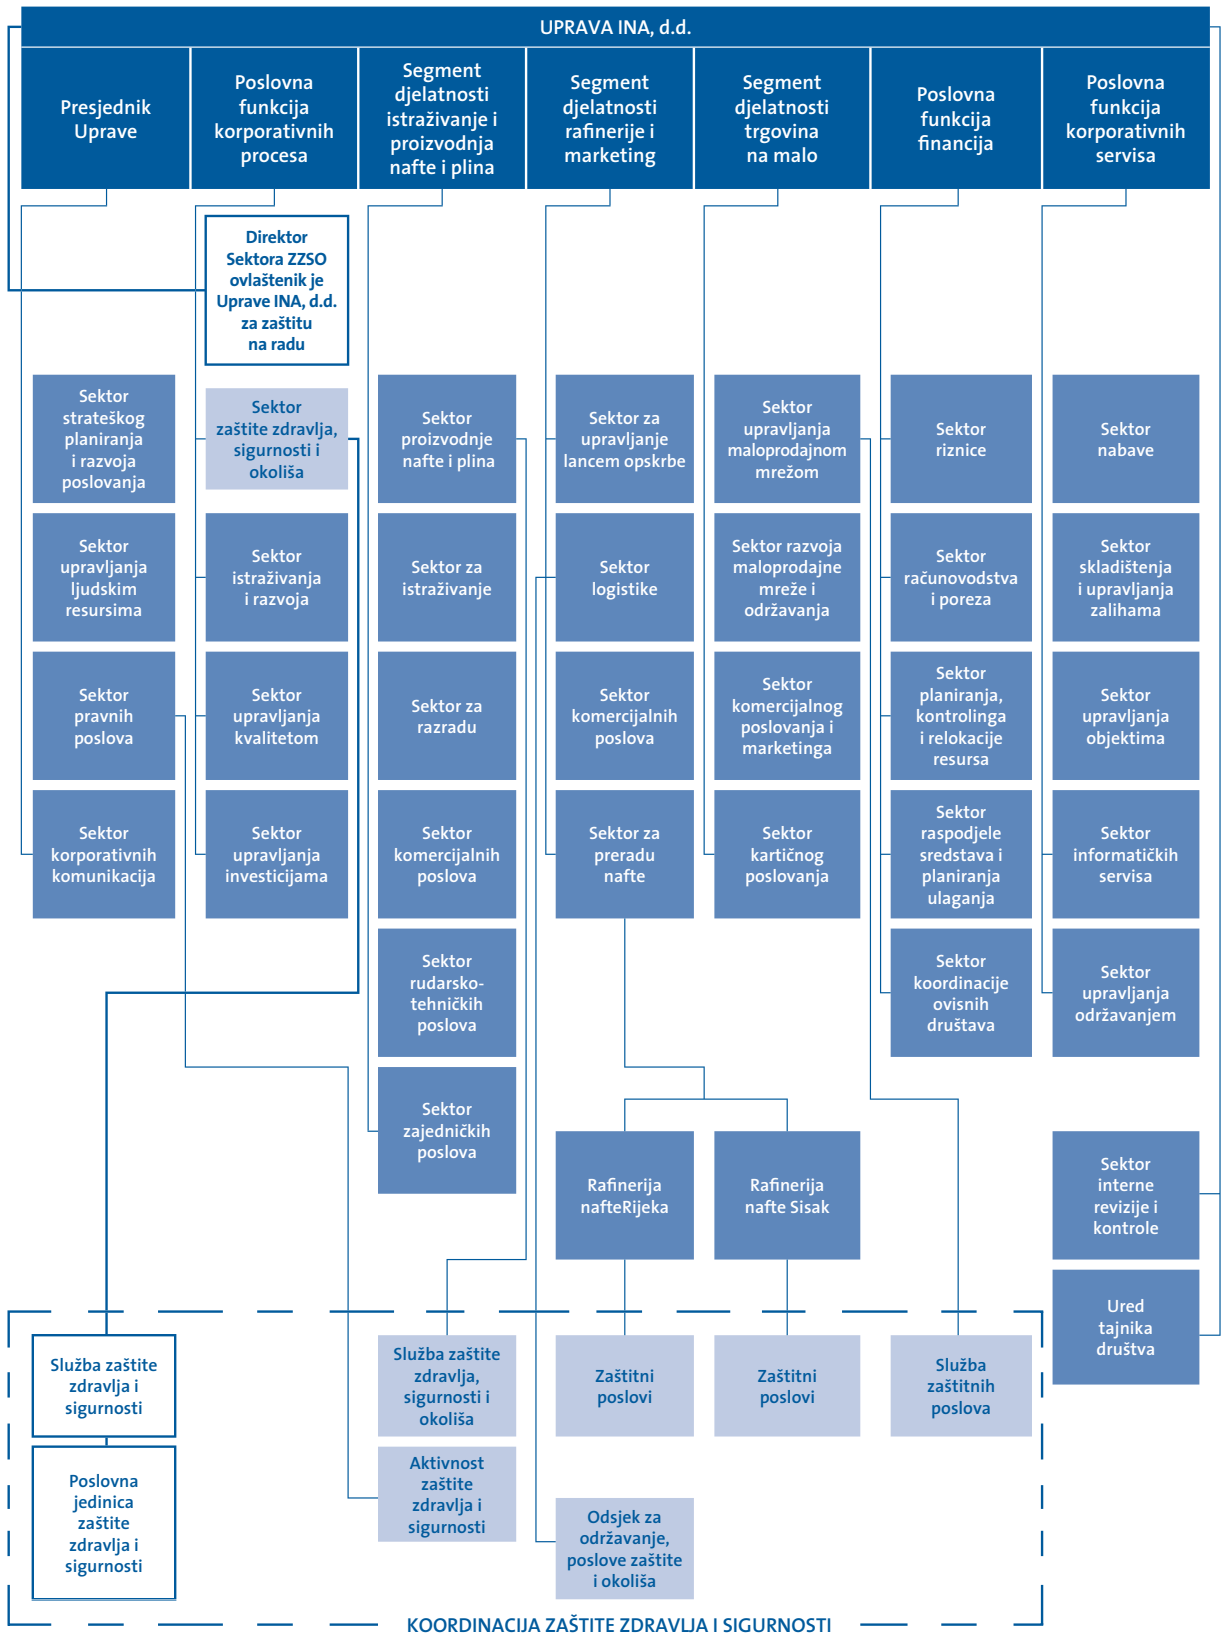 UPRAVA INA, d.d.
Presjednik
Uprave
Poslovna
funkcija
korporativnih
procesa
Segment
djelatnosti
istraživanje i
proizvodnja
nafte i plina
Segment
djelatnosti
rafinerije i
marketing
Segment
djelatnosti
trgovina
na malo
Poslovna
funkcija
financija
Poslovna
funkcija
korporativnih
servisa
Direktor
Sektora ZZSO
ovlaštenik je
Uprave INA, d.d.
za zaštitu
na radu
Sektor
strateškog
planiranja
i razvoja
poslovanja
Sektor
zaštite zdravlja,
sigurnosti i
okoliša
Sektor
proizvodnje
nafte i plina
Sektor za
upravljanje
lancem opskrbe
Sektor
upravljanja
maloprodajnom
mrežom
Sektor
riznice
Sektor
nabave
Sektor
upravljanja
ljudskim
resursima
Sektor
istraživanja
i razvoja
Sektor za
istraživanje
Sektor
logistike
Sektor razvoja
maloprodajne
mreže i
održavanja
Sektor
računovodstva
i poreza
Sektor
skladištenja
i upravljanja
zalihama
Sektor
pravnih
poslova
Sektor
upravljanja
kvalitetom
Sektor za
razradu
Sektor
komercijalnih
poslova
Sektor
komercijalnog
poslovanja i
marketinga
Sektor
planiranja,
kontrolinga
i relokacije
resursa
Sektor
upravljanja
objektima
Sektor
korporativnih
komunikacija
Sektor
upravljanja
investicijama
Sektor
komercijalnih
poslova
Sektor za
preradu
nafte
Sektor
kartičnog
poslovanja
Sektor
raspodjele
sredstava i
planiranja
ulaganja
Sektor
informatičkih
servisa
Sektor
rudarsko-
tehničkih
poslova
Sektor
koordinacije
ovisnih
društava
Sektor
upravljanja
održavanjem
Sektor
zajedničkih
poslova
Rafinerija
nafteRijeka
Rafinerija
nafte Sisak
Sektor
interne
revizije i
kontrole
Ured
tajnika
društva
Služba zaštite
zdravlja i
sigurnosti
Služba zaštite
zdravlja,
sigurnosti i
okoliša
Zaštitni
poslovi
Zaštitni
poslovi
Služba
zaštitnih
poslova
Poslovna
jedinica
zaštite
zdravlja i
sigurnosti
Aktivnost
zaštite
zdravlja i
sigurnosti
Odsjek za
održavanje,
poslove zaštite
i okoliša
KOORDINACIJA ZAŠTITE ZDRAVLJA I SIGURNOSTI